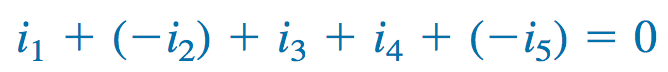 i₁ + (−i₂) + i₃ + i₄ + (−i₅) = 0